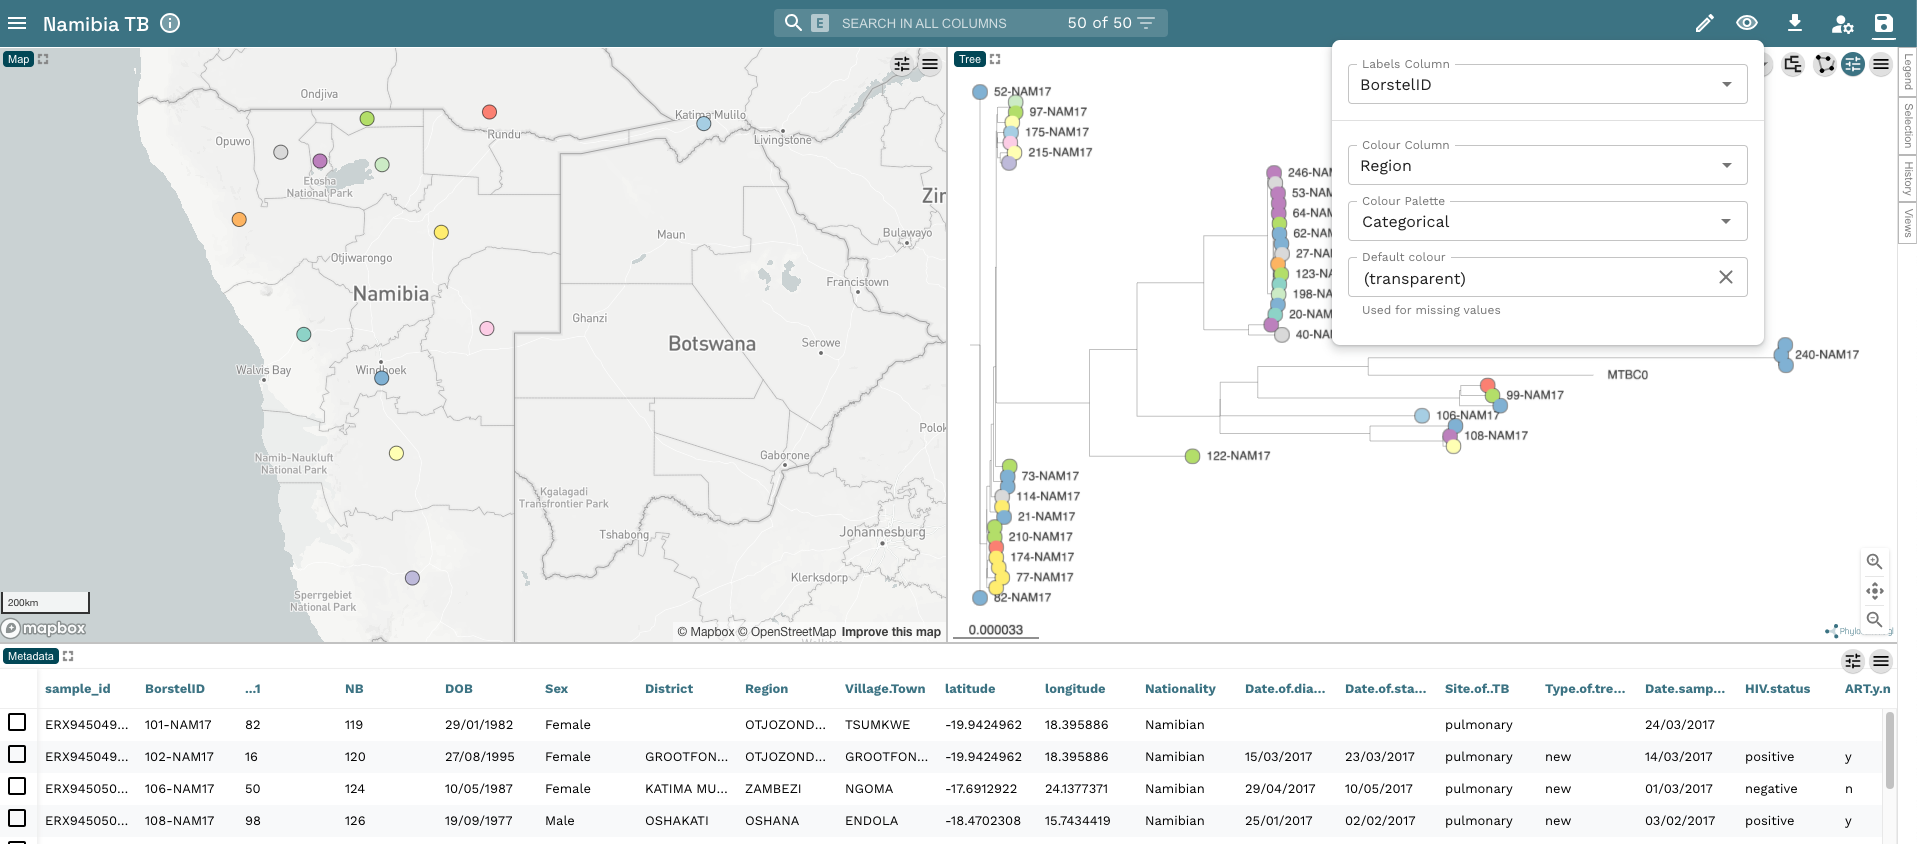 Namibia TB
E SEARCH IN ALL COLUMNS 50 of 50
Map
Ondjiva
Katima Mulilo
Rundu
Livingstone
Opuwo
Etosha
National Park
Zir
Bulawayo
Maun
Otjiwarongo
Francistown
Namibia
Ghanzi
Botswana
Serowe
Walvis Bay
Windhoek
Polok
Namib-Naukluft
National Park
Gaborone
Kgalagadi
Transfrontier Park
Tshabong
Johannesburg
Klerksdorp
Sperrgebiet
National Park
200km
mapbox
© Mapbox © OpenStreetMap Improve this map
Tree
52-NAM17
97-NAM17
175-NAM17
215-NAM17
246-NAM
53-NAM
64-NAM
62-NAM
27-NAM
123-NA
198-NA
20-NAM
40-NAM
240-NAM17
MTBC0
99-NAM17
106-NAM17
108-NAM17
122-NAM17
73-NAM17
114-NAM17
21-NAM17
210-NAM17
174-NAM17
77-NAM17
82-NAM17
0.000033
Labels Column
BorstelID
Colour Column
Region
Colour Palette
Categorical
Default colour
(transparent)
Used for missing values
Legend
Selection
History
Views
Metadata
sample_id BorstelID ...1 NB DOB Sex District Region Village.Town latitude longitude Nationality Date.of.dia... Date.of.sta... Site.of..TB Type.of.tre... Date.samp... HIV.status ART.y.n
ERX945049... 101-NAM17 82 119 29/01/1982 Female OTJOZOND... TSUMKWE -19.9424962 18.395886 Namibian pulmonary 24/03/2017
ERX945049... 102-NAM17 16 120 27/08/1995 Female GROOTFON... OTJOZOND... GROOTFON... -19.9424962 18.395886 Namibian 15/03/2017 23/03/2017 pulmonary new 14/03/2017 positive y
ERX945050... 106-NAM17 50 124 10/05/1987 Female KATIMA MU... ZAMBEZI NGOMA -17.6912922 24.1377371 Namibian 29/04/2017 10/05/2017 pulmonary new 01/03/2017 negative n
ERX945050... 108-NAM17 98 126 19/09/1977 Male OSHAKATI OSHANA ENDOLA -18.4702308 15.7434419 Namibian 25/01/2017 02/02/2017 pulmonary new 03/02/2017 positive y